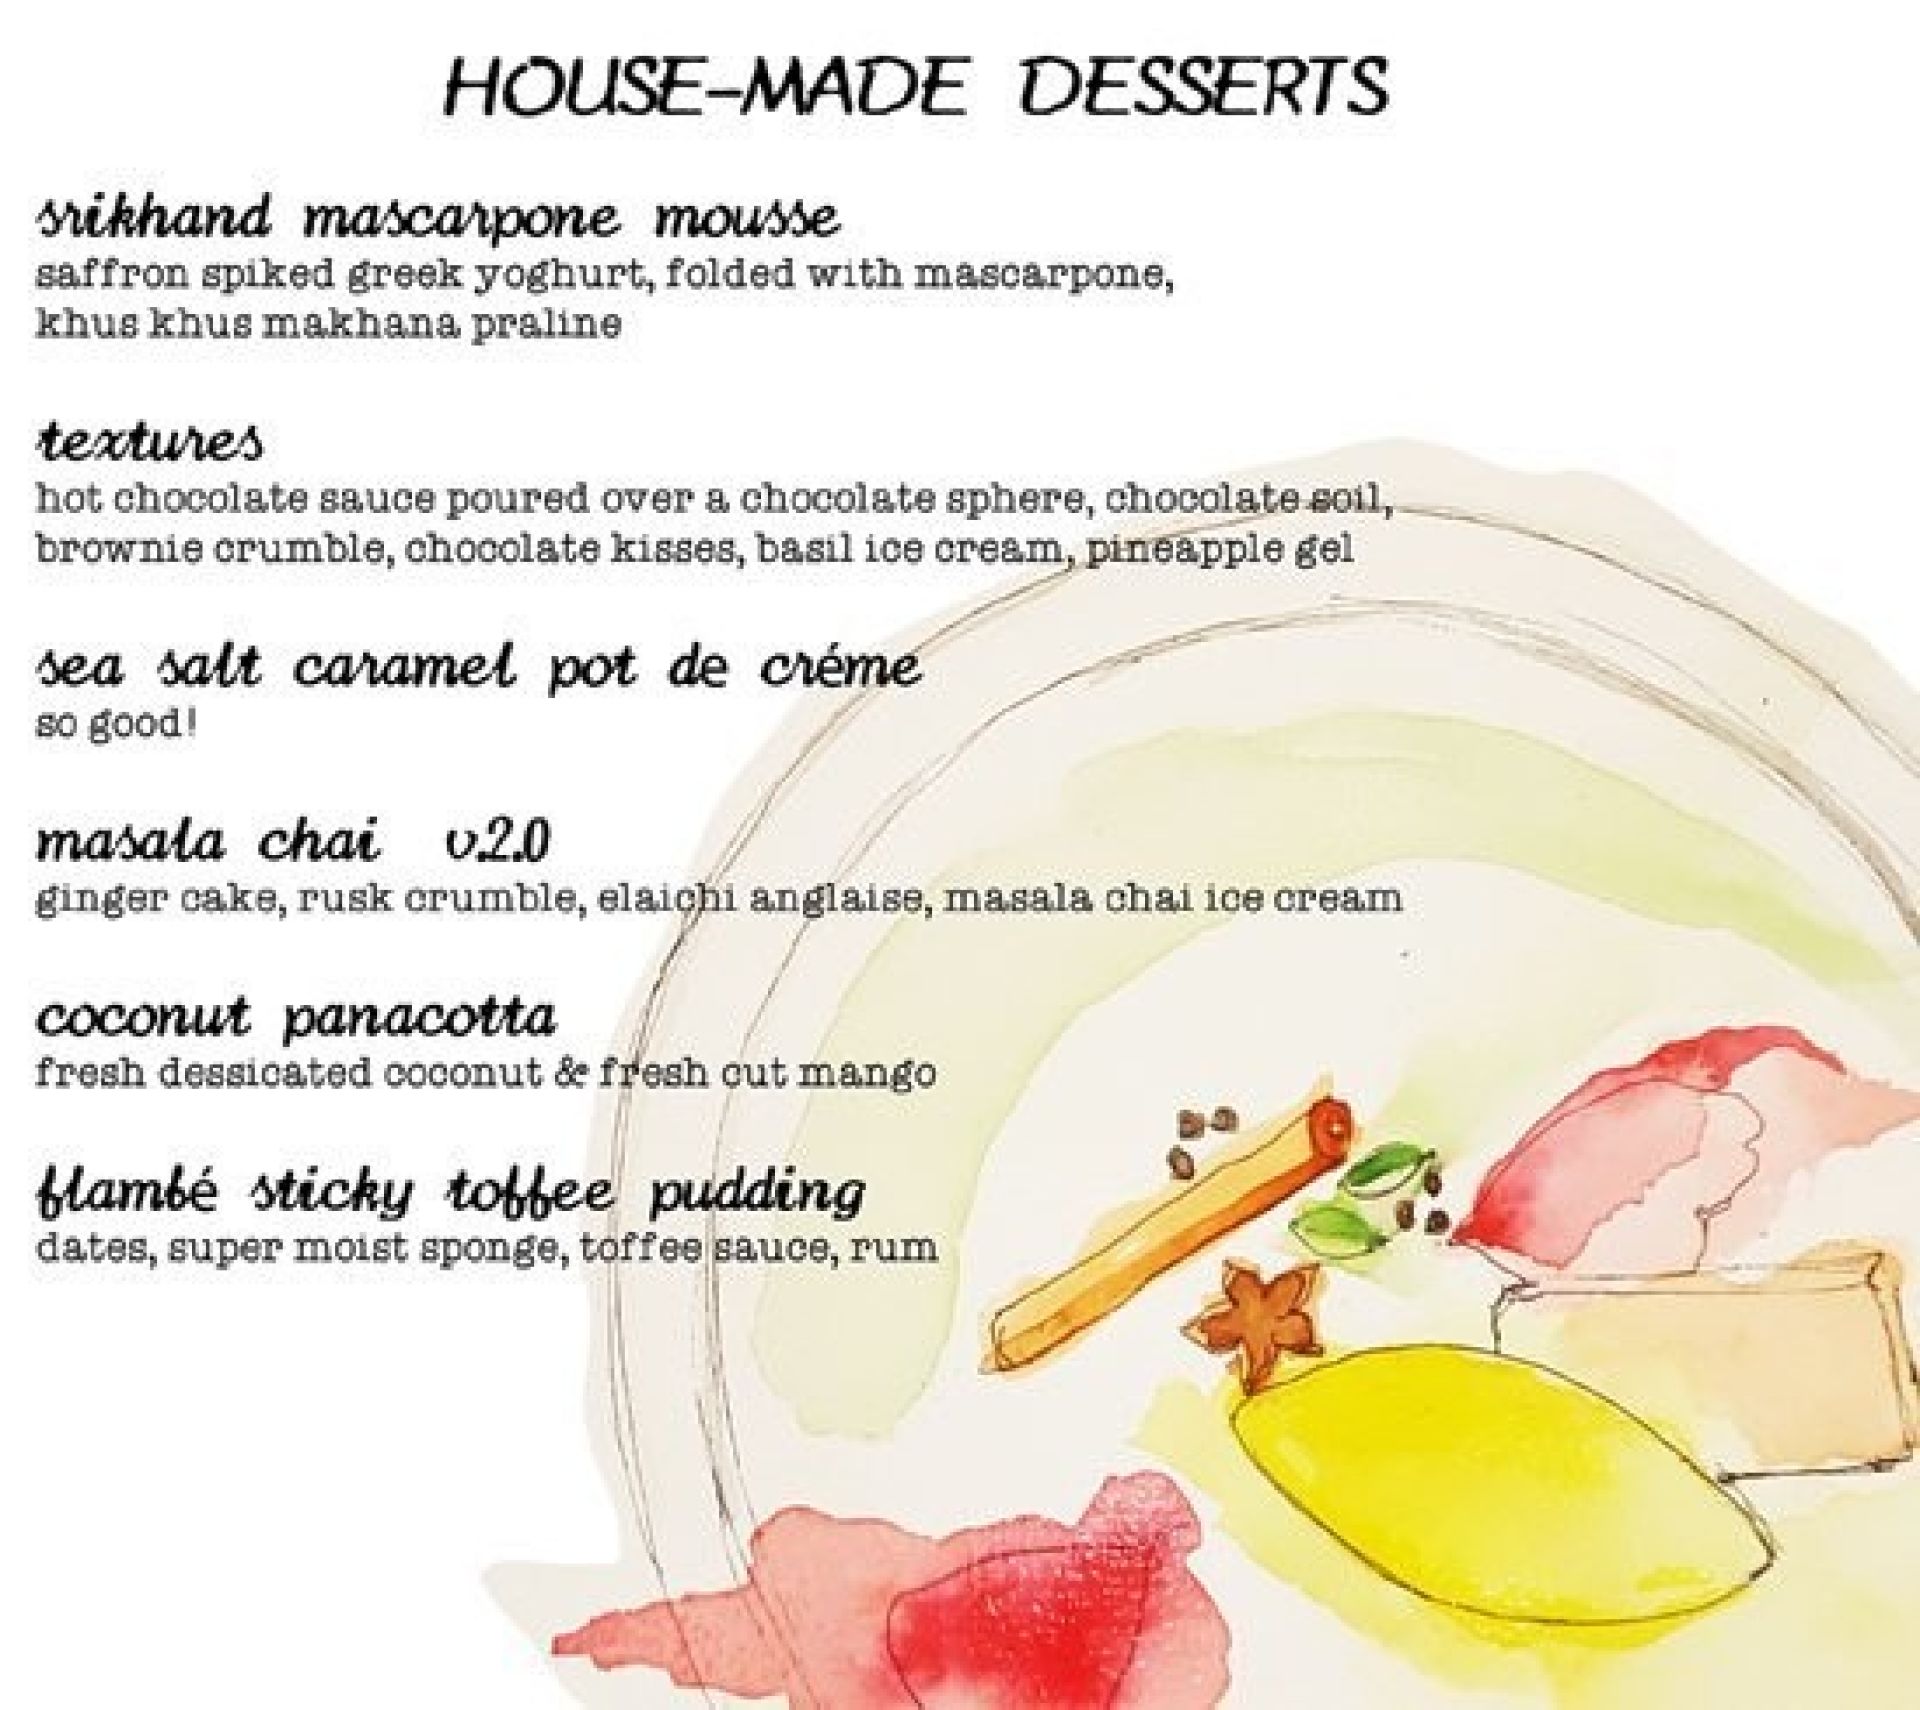 HOUSE-MADE DESSERTS
srikhand mascarpone mousse
saffron spiked greek yoghurt, folded with mascarpone,
khus khus makhana praline
textures
hot chocolate sauce poured over a chocolate sphere, chocolate soil,
brownie crumble, chocolate kisses, basil ice cream, pineapple gel
sea salt caramel pot de créme
so good!
masala chai v.2.0
ginger cake, rusk crumble, elaichi anglaise, masala chai ice cream
coconut panacotta
fresh dessicated coconut & fresh cut mango
flambé sticky toffee pudding
dates, super moist sponge, toffee sauce, rum